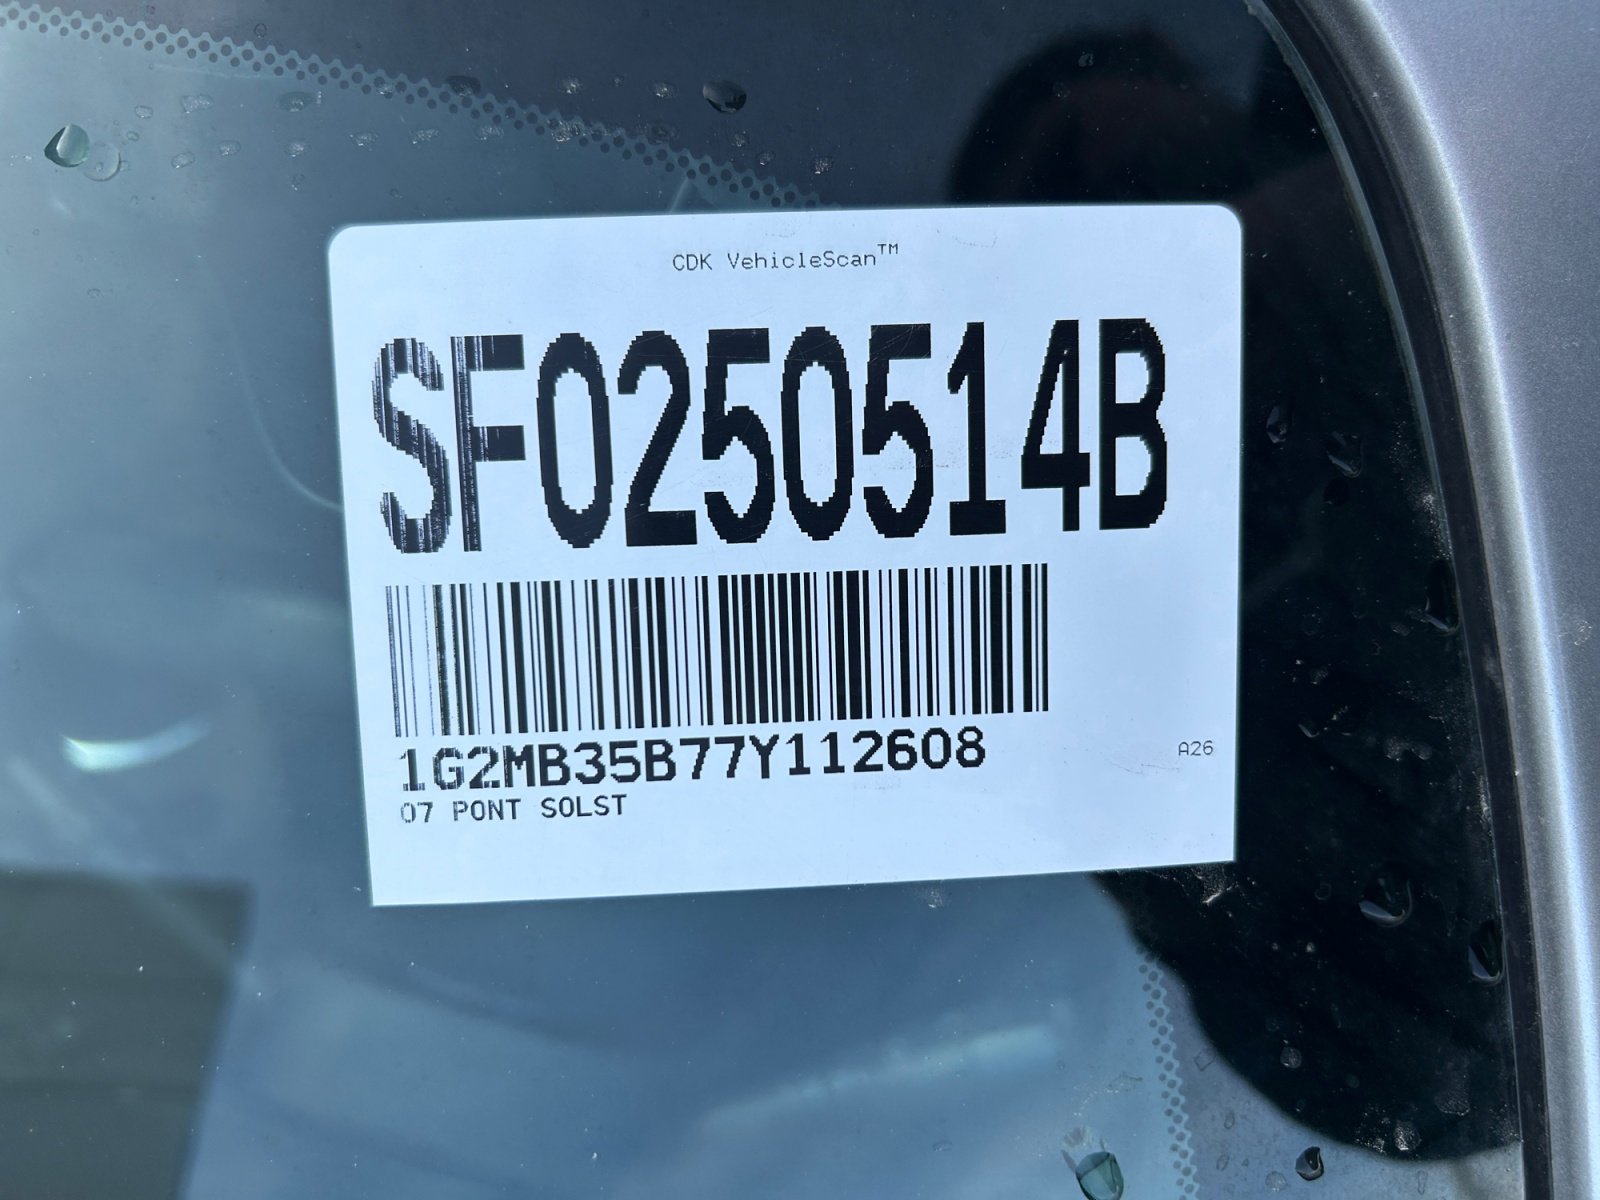 CDK VehicleScan™
SF0250514B
1G2MB35B77Y112608
A26
07 PONT SOLST